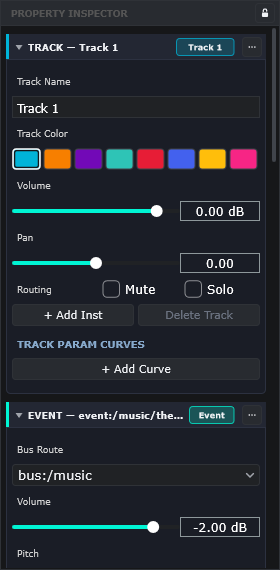 PROPERTY INSPECTOR
TRACK — Track 1 Track 1 ...
Track Name
Track 1
Track Color
Volume
0.00 dB
Pan
0.00
Routing Mute Solo
+ Add Inst Delete Track
TRACK PARAM CURVES
+ Add Curve
EVENT — event:/music/the... Event ...
Bus Route
bus:/music
Volume
-2.00 dB
Pitch